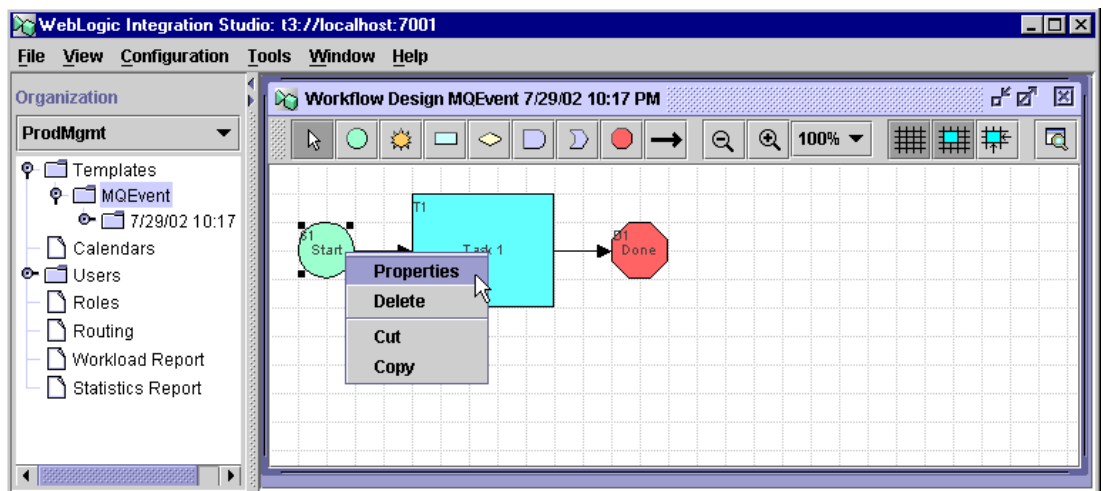 WebLogic Integration Studio: t3://localhost:7001
File View Configuration Tools Window Help
Organization
ProdMgmt
Templates
MQEvent
7/29/02 10:17
Calendars
Users
Roles
Routing
Workload Report
Statistics Report
Workflow Design MQEvent 7/29/02 10:17 PM
100%
S1
Start
T1
Task 1
D1
Done
Properties
Delete
Cut
Copy